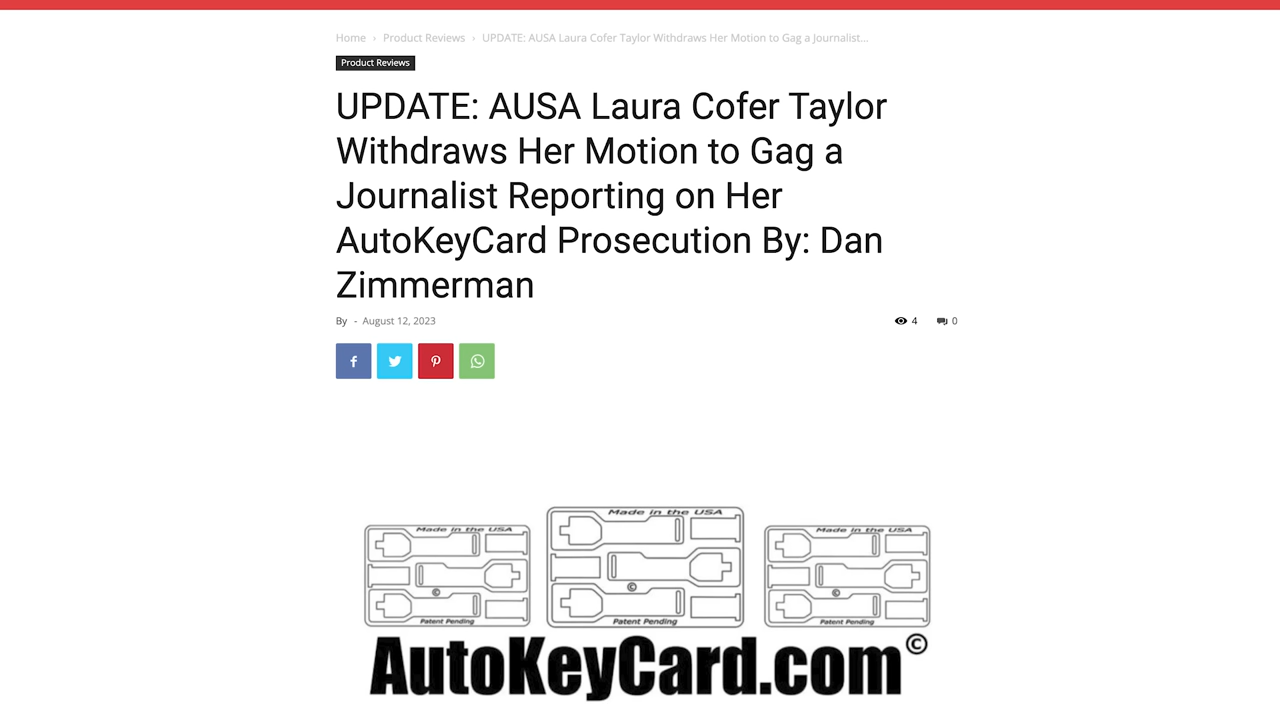 Home › Product Reviews › UPDATE: AUSA Laura Cofer Taylor Withdraws Her Motion to Gag a Journalist...
Product Reviews
UPDATE: AUSA Laura Cofer Taylor
Withdraws Her Motion to Gag a
Journalist Reporting on Her
AutoKeyCard Prosecution By: Dan
Zimmerman
By - August 12, 2023 4 0
Made in the USA Made in the USA Made in the USA
© © ©
Patent Pending Patent Pending Patent Pending
AutoKeyCard.com©